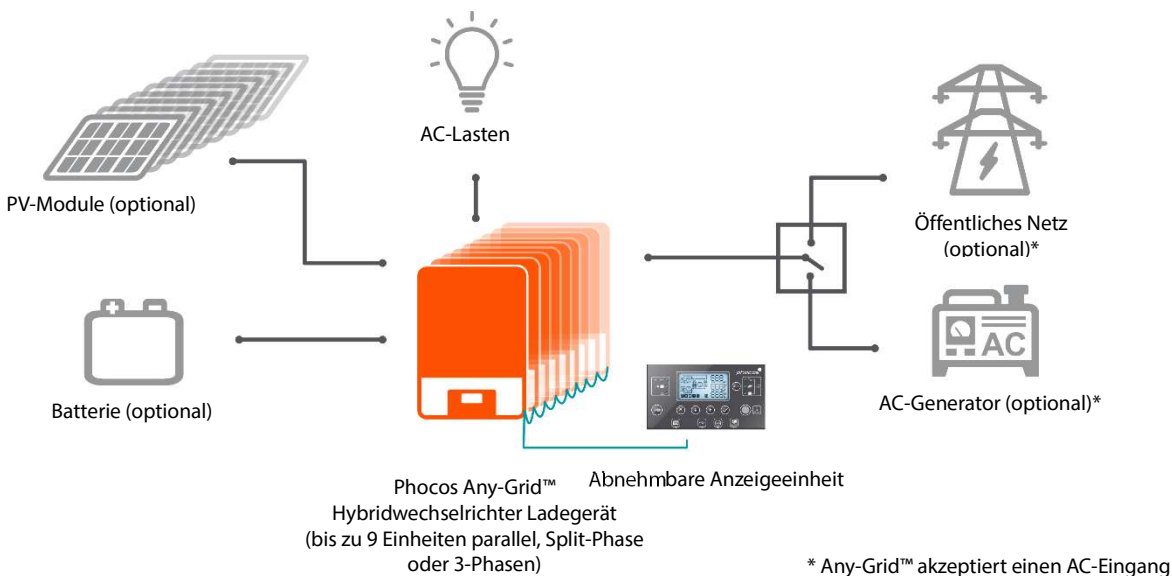 AC-Lasten
PV-Module (optional)
Öffentliches Netz
(optional)*
Batterie (optional)
AC
AC-Generator (optional)*
phocos
Abnehmbare Anzeigeeinheit
Phocos Any-Grid™
Hybridwechselrichter Ladegerät
(bis zu 9 Einheiten parallel, Split-Phase
oder 3-Phasen)
* Any-Grid™ akzeptiert einen AC-Eingang